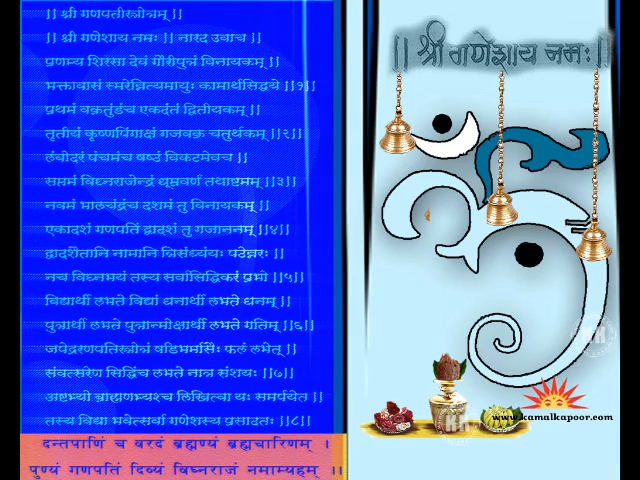 || श्री गणपतीस्त्रोत्रम् ||
|| श्री गणेशाय नमः || नारद उवाच
प्रणम्य शिरसा देवं गौरीपुत्रं विनायकम् ||
भक्तावासं स्मरेन्नित्यमायुः कामार्थसिद्धये ||१||
प्रथमं वक्रतुंडंच एकदंतं द्वितीयकम् ||
तृतीयं कृष्णपिंगाक्षं गजवक्र चतुर्थकम् ||२||
लंबोदरं पंचमंच षष्ठं विकटमेवच ||
सप्तमं विघ्नराजेन्द्रं धूम्रवर्ण तथाष्टमम् ||३||
नवमं भालचंद्रंच दशमं तु विनायकम् ||
एकादशं गणपतिं द्वादशं तु गजाननम् ||४||
द्वादशैतानि नामानि त्रिसंध्यंयः पठेन्नरः ||
नच विघ्नभयं तस्य सर्वासिद्धिकरं प्रभो ||५||
विद्यार्थी लभते विद्यां धनार्थी लभते धनम् ||
पुत्रार्थी लभते पुत्रान्मोक्षार्थी लभते गतिम् ||६||
जपेद्गणपतिस्त्रोत्रं षडिभर्मासैः फलं लभेत् ||
संवत्सरेण सिद्धिंच लभते नात्र संशयः ||७||
अष्टभ्यो ब्राह्मणभ्यश्च लिखित्वा यः समर्पयेत
तस्य विद्या भवेत्सर्वा गणेशस्य प्रसादतः ||८||
दन्तपाणिं च वरदं ब्रह्मण्यं ब्रह्मचारिणम् ।
पुण्यं गणपतिं दिव्यं विघ्नराजं नमाम्यहम् ।।
|| श्री गणेशाय नमः ||
www.kamalkapoor.com